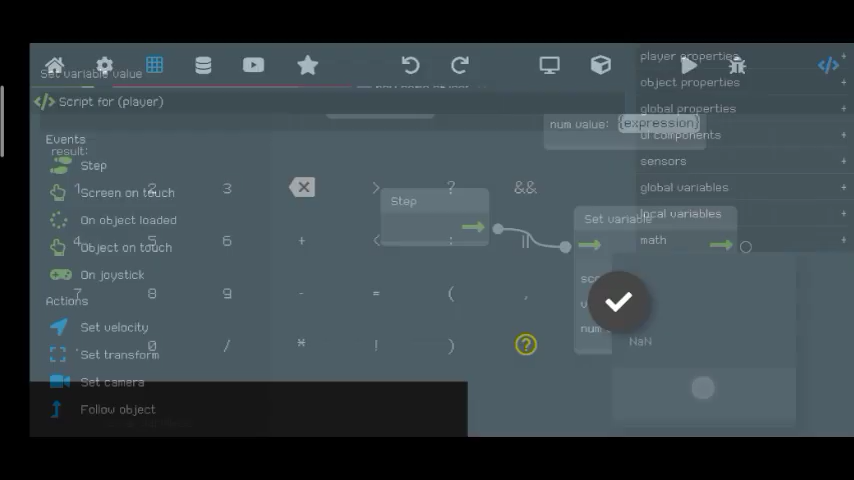 Set variable value
</> Script for (player)
Events
result:
Step
Screen on touch
On object loaded
Object on touch
On joystick
Actions
Set velocity
Set transform
Set camera
Follow object
1 2 3 > ? &&
4 5 6 + < : ||
7 8 9 - = ( ,
. 0 / * ! ) ?
Step
num value: {expression}
Set variable
num
NaN
player properties +
object properties +
global properties +
ui components +
sensors +
global variables +
local variables +
math +
</>